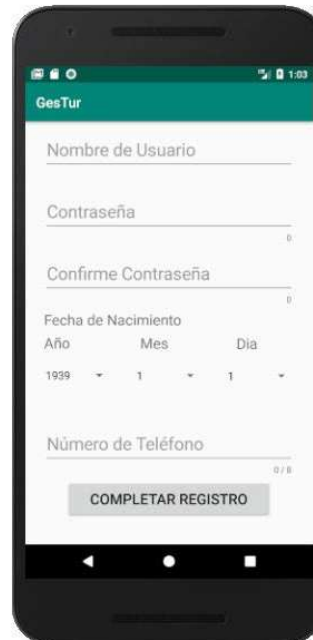 1:03
GesTur
Nombre de Usuario
Contraseña
0
Confirme Contraseña
0
Fecha de Nacimiento
Año Mes Dia
1939 1 1
Número de Teléfono
0 / 8
COMPLETAR REGISTRO